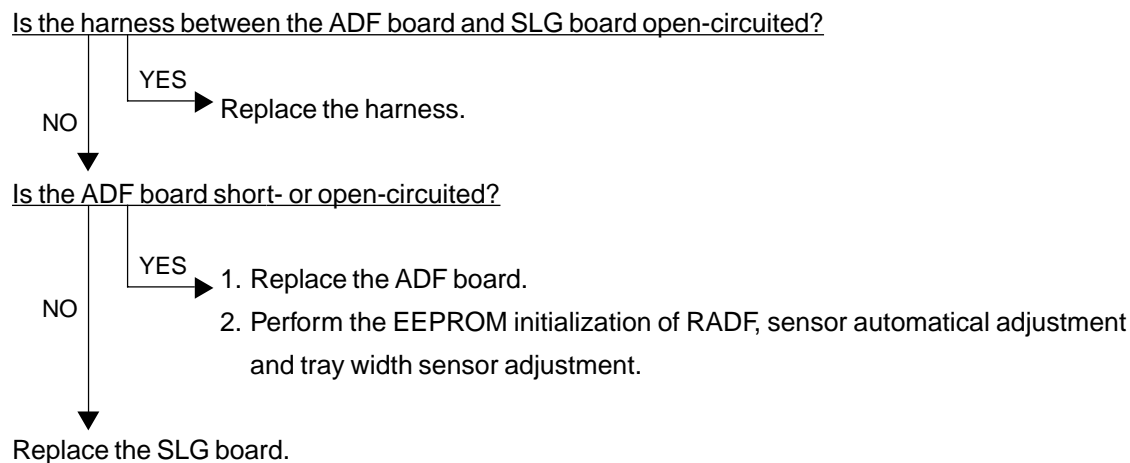 Is the harness between the ADF board and SLG board open-circuited?
YES
Replace the harness.
NO
Is the ADF board short- or open-circuited?
YES
1. Replace the ADF board.
NO
2. Perform the EEPROM initialization of RADF, sensor automatical adjustment
and tray width sensor adjustment.
Replace the SLG board.